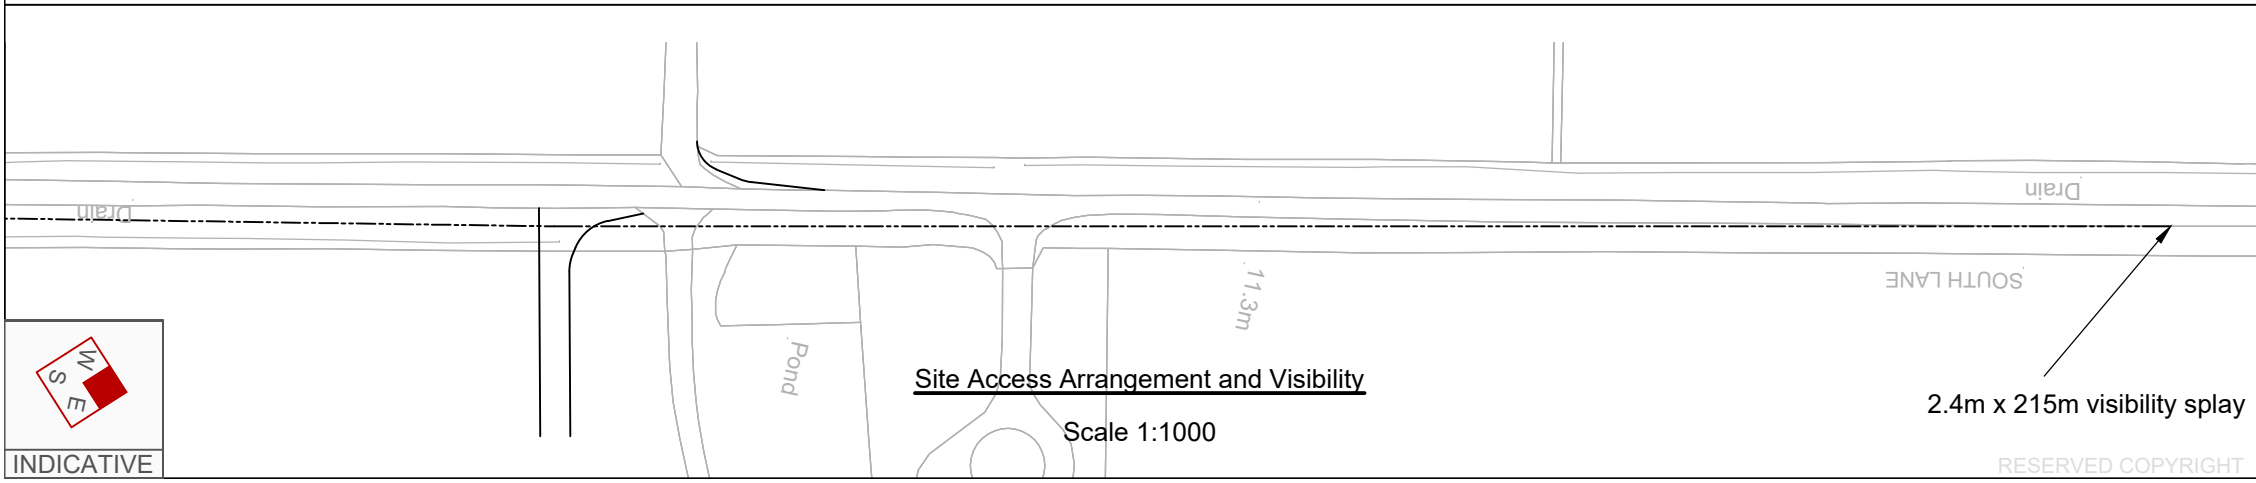 Drain
Drain
SOUTH LANE
11.3m
Pond
Site Access Arrangement and Visibility
Scale 1:1000
2.4m x 215m visibility splay
W
S
E
INDICATIVE
RESERVED COPYRIGHT